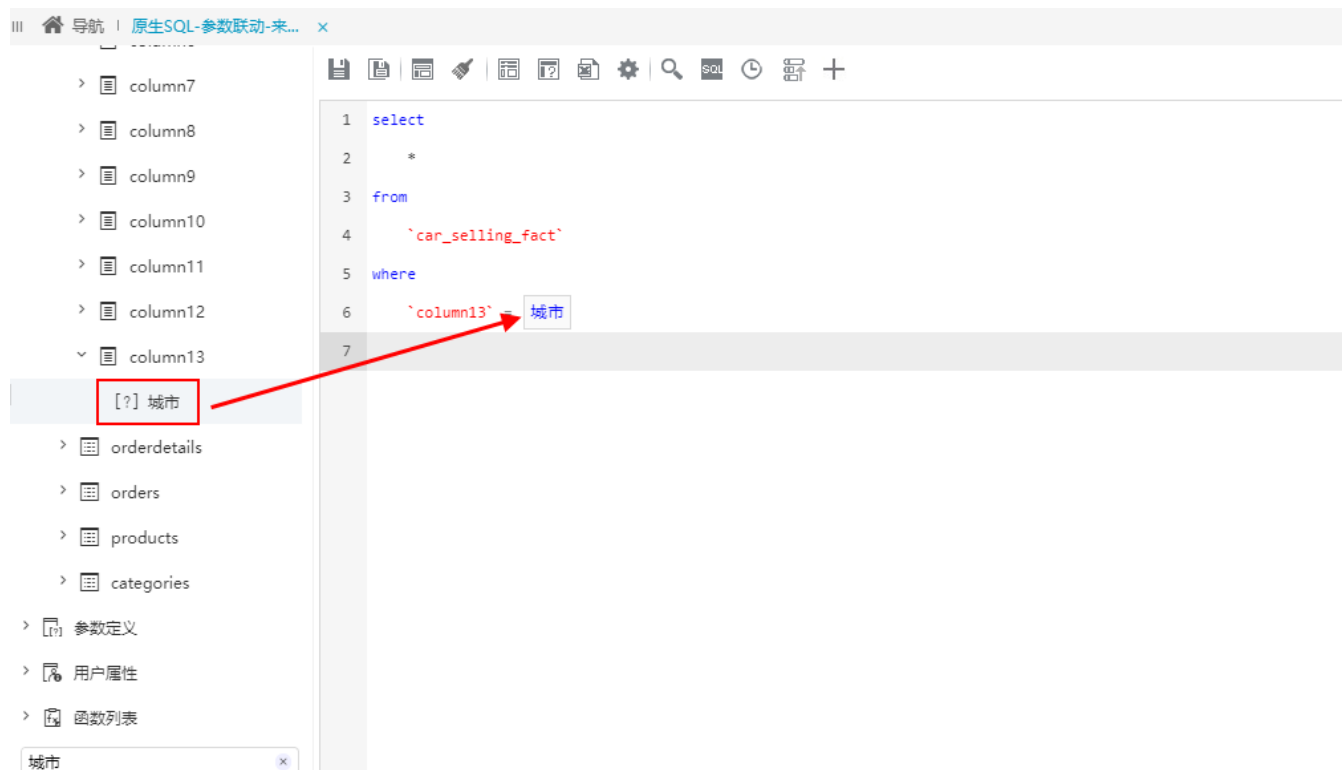 导航 原生SQL-参数联动-来... ×
column7
column8
column9
column10
column11
column12
column13
[?] 城市
orderdetails
orders
products
categories
参数定义
用户属性
函数列表
城市 ×
SQL
1 select
2 *
3 from
4 `car_selling_fact`
5 where
6 `column13` = 城市
7